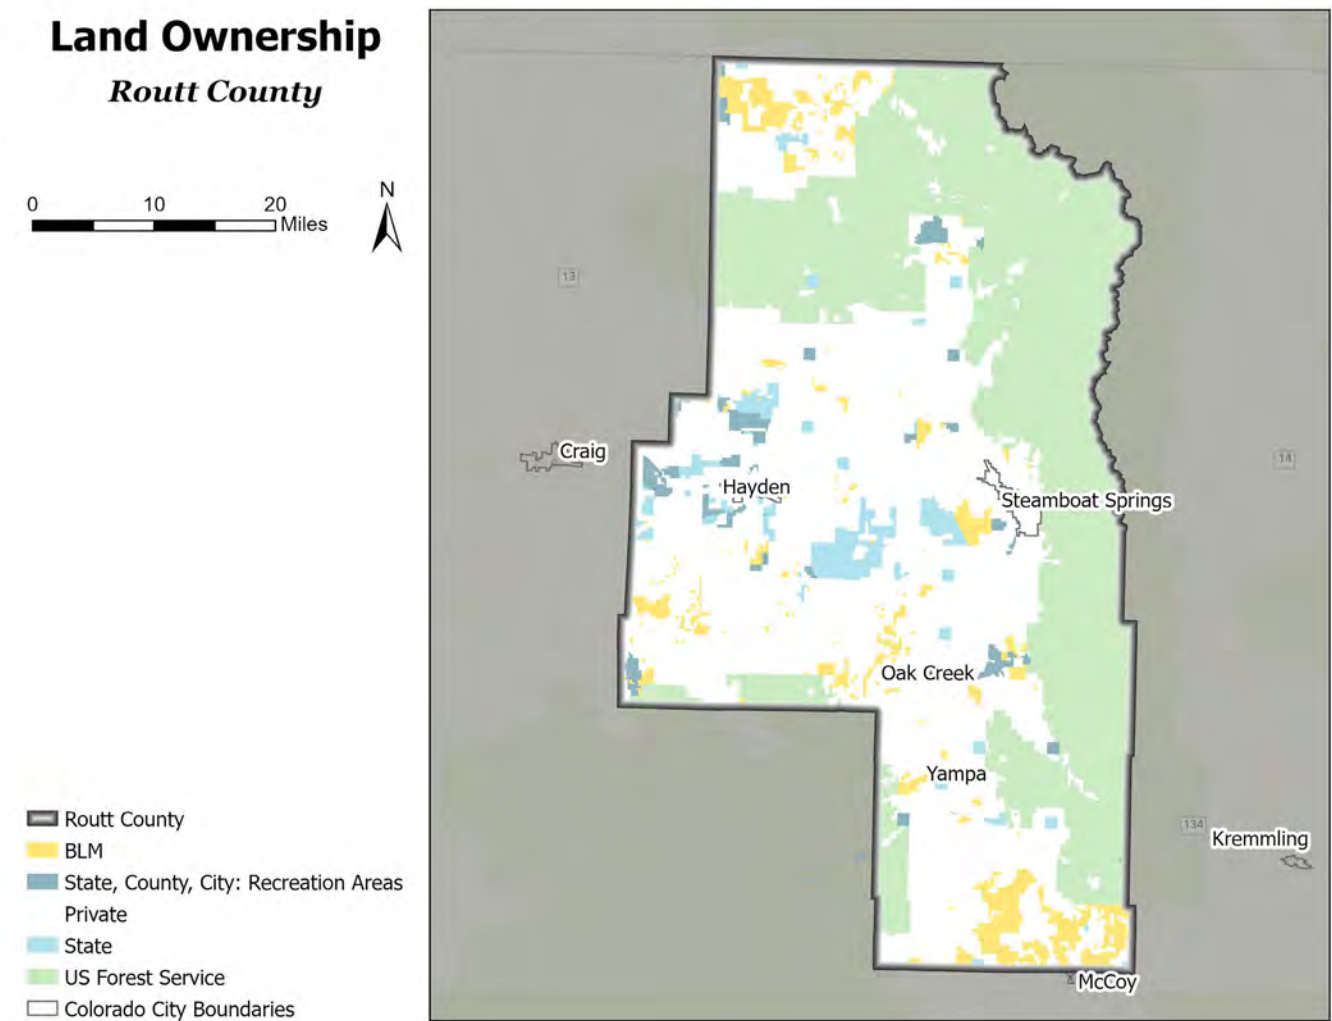 Land Ownership
Routt County
N
0 10 20
Miles
13
Craig
14
Hayden
Steamboat Springs
Oak Creek
Yampa
134
Kremmling
McCoy
Routt County
BLM
State, County, City: Recreation Areas
Private
State
US Forest Service
Colorado City Boundaries